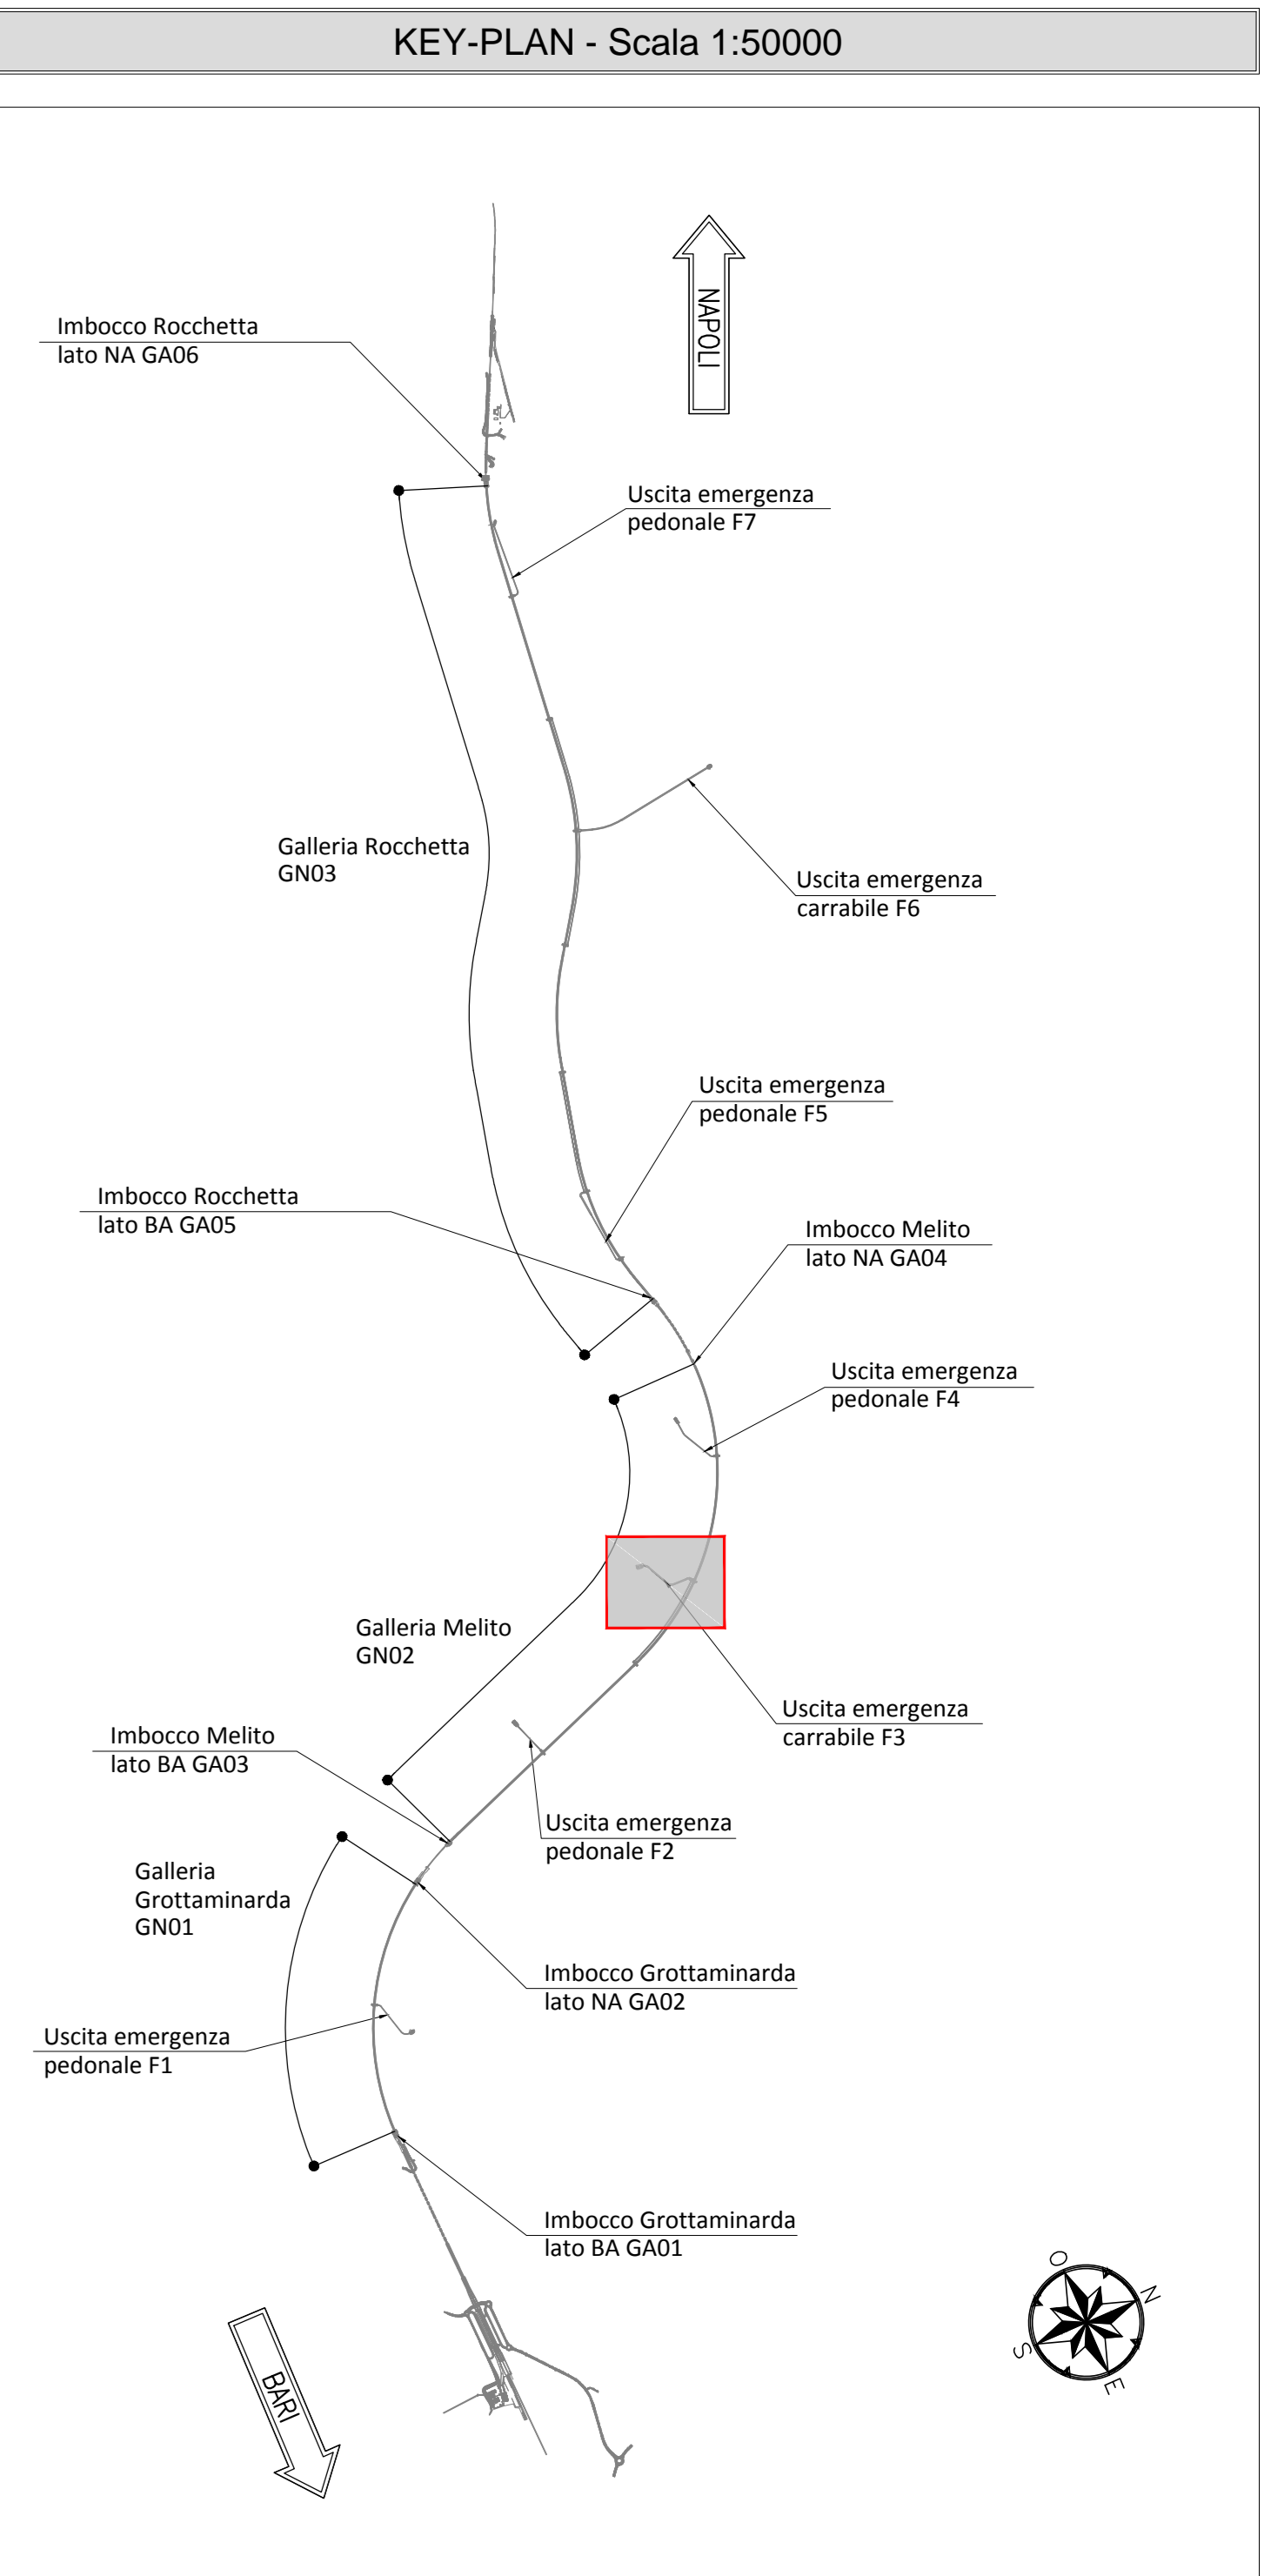 KEY-PLAN - Scala 1:50000
NAPOLI
Imbocco Rocchetta
lato NA GA06
Uscita emergenza
pedonale F7
Galleria Rocchetta
GN03
Uscita emergenza
carrabile F6
Uscita emergenza
pedonale F5
Imbocco Rocchetta
lato BA GA05
Imbocco Melito
lato NA GA04
Uscita emergenza
pedonale F4
Galleria Melito
GN02
Uscita emergenza
carrabile F3
Imbocco Melito
lato BA GA03
Uscita emergenza
pedonale F2
Galleria
Grottaminarda
GN01
Imbocco Grottaminarda
lato NA GA02
Uscita emergenza
pedonale F1
Imbocco Grottaminarda
lato BA GA01
BARI
O
N
S
E